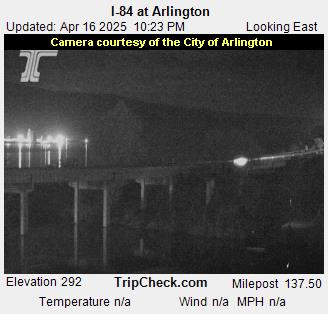 I-84 at Arlington
Updated: Apr 16 2025 10:23 PM Looking East
Camera courtesy of the City of Arlington
Elevation 292 TripCheck.com Milepost 137.50
Temperature n/a Wind n/a MPH n/a